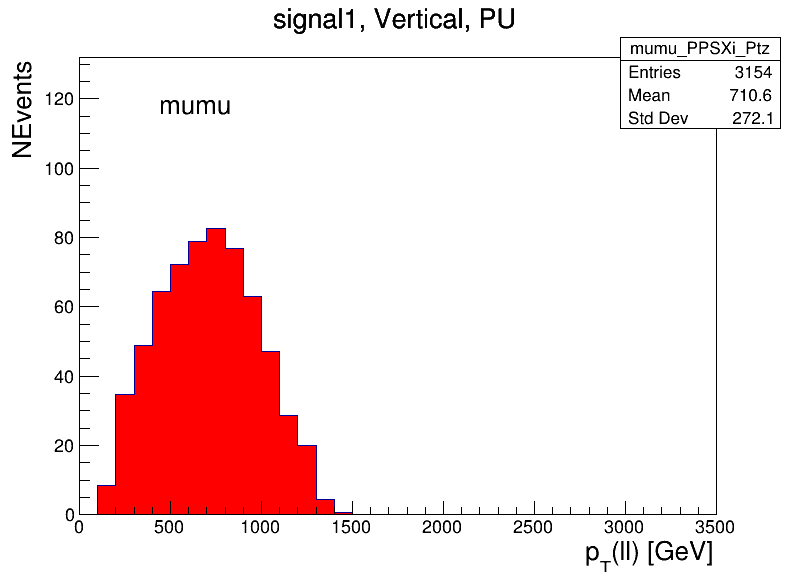 signal1, Vertical, PU
mumu_PPSXi_Ptz
Entries 3154
Mean 710.6
Std Dev 272.1
NEvents
mumu
120
100
80
60
40
20
0
0 500 1000 1500 2000 2500 3000 3500
p_T(ll) [GeV]